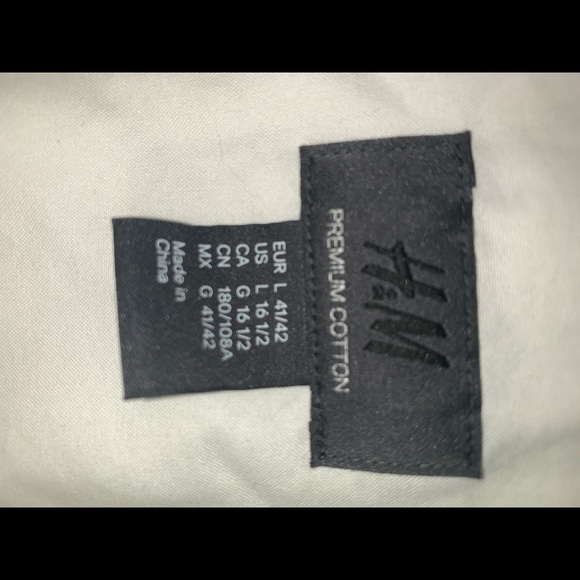 H&M
PREMIUM COTTON
EUR L 41/42
US L 16 1/2
CA G 16 1/2
CN 180/108A
MX G 41/42
Made in
China